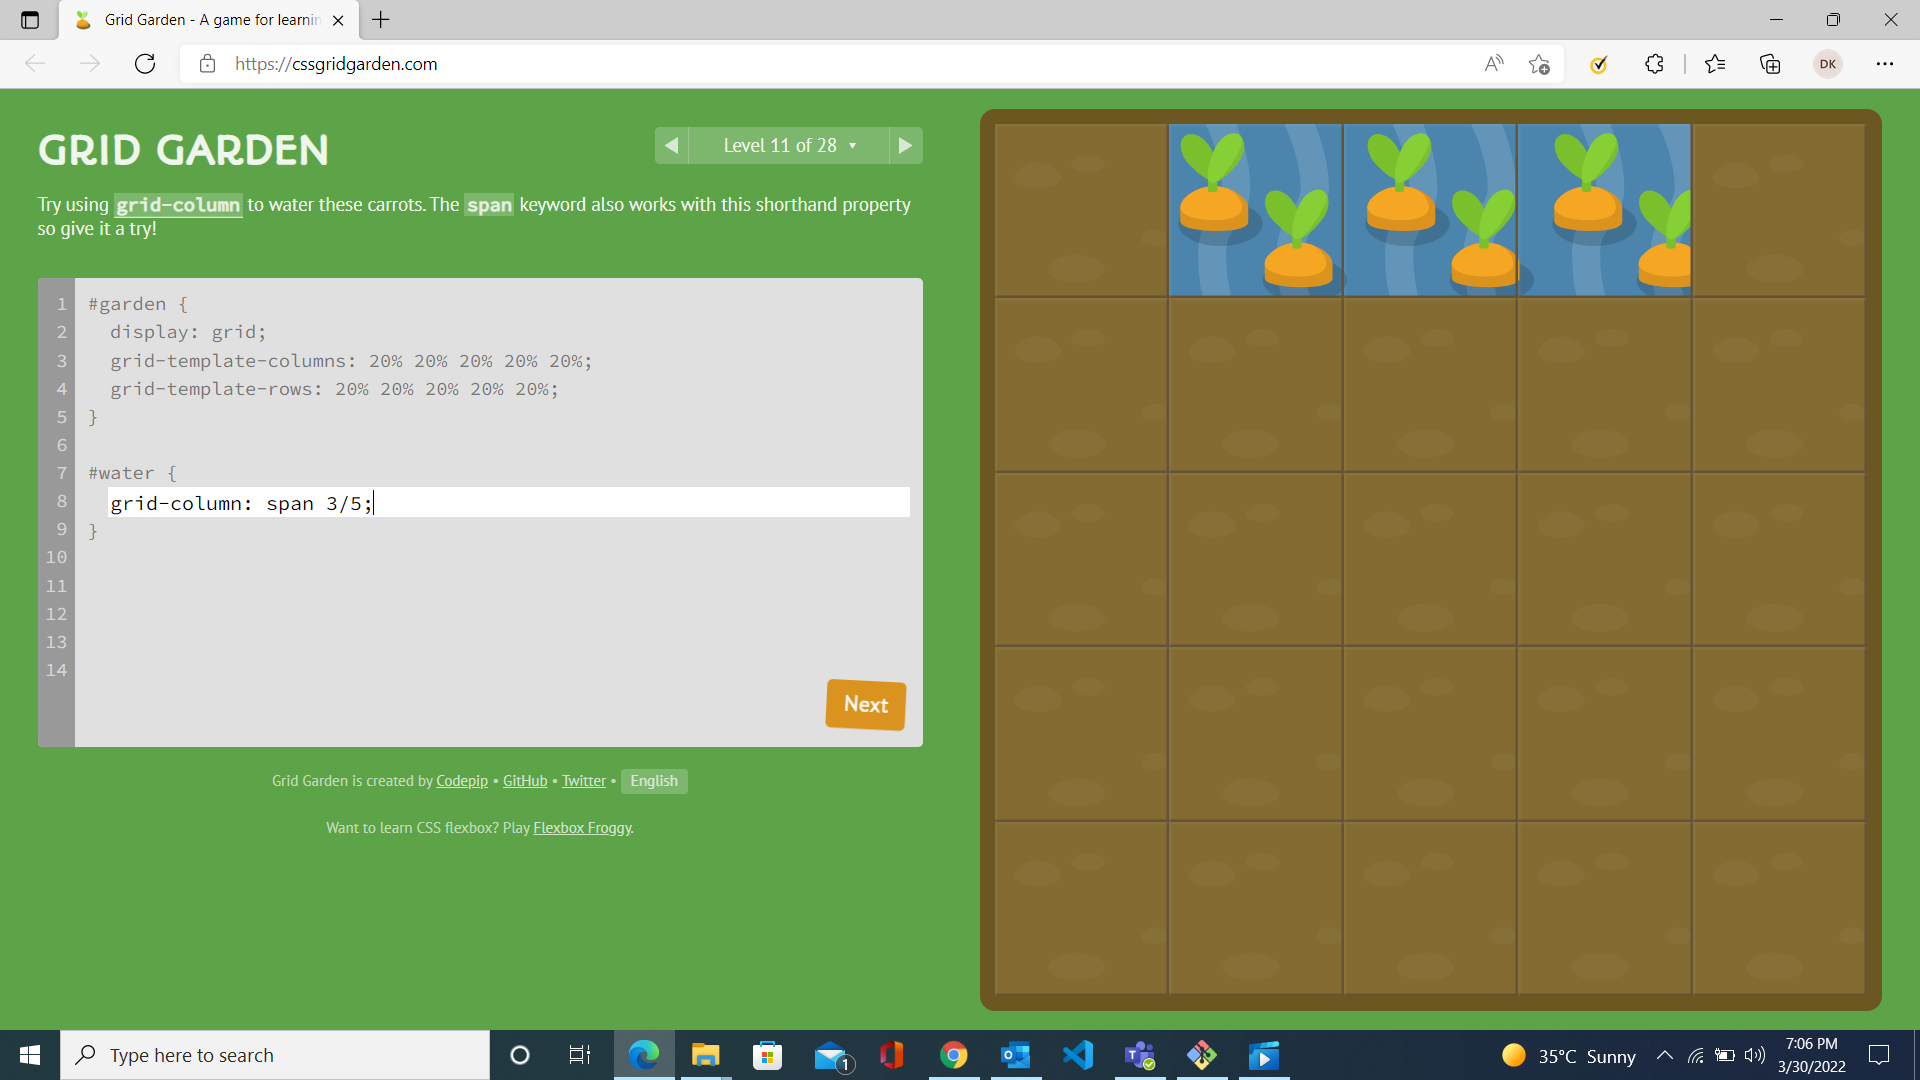 Grid Garden - A game for learnin
https://cssgridgarden.com
DK
GRID GARDEN
Level 11 of 28
Try using grid-column to water these carrots. The span keyword also works with this shorthand property
so give it a try!
1 #garden {
2 display: grid;
3 grid-template-columns: 20% 20% 20% 20% 20%;
4 grid-template-rows: 20% 20% 20% 20% 20%;
5 }
6
7 #water {
8 grid-column: span 3/5;
9 }
10
11
12
13
14
Next
Grid Garden is created by Codepip • GitHub • Twitter • English
Want to learn CSS flexbox? Play Flexbox Froggy.
Type here to search
1
35°C Sunny
7:06 PM
3/30/2022